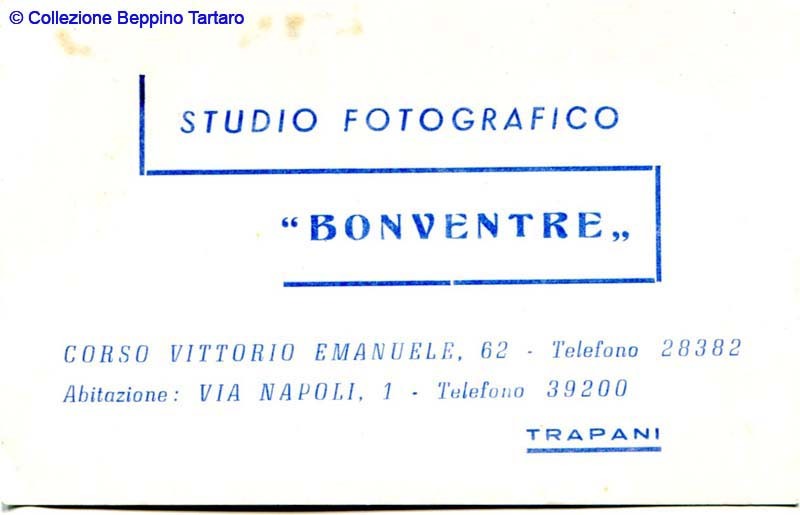 © Collezione Beppino Tartaro
STUDIO FOTOGRAFICO
“BONVENTRE„
CORSO VITTORIO EMANUELE, 62 - Telefono 28382
Abitazione: VIA NAPOLI, 1 - Telefono 39200
TRAPANI